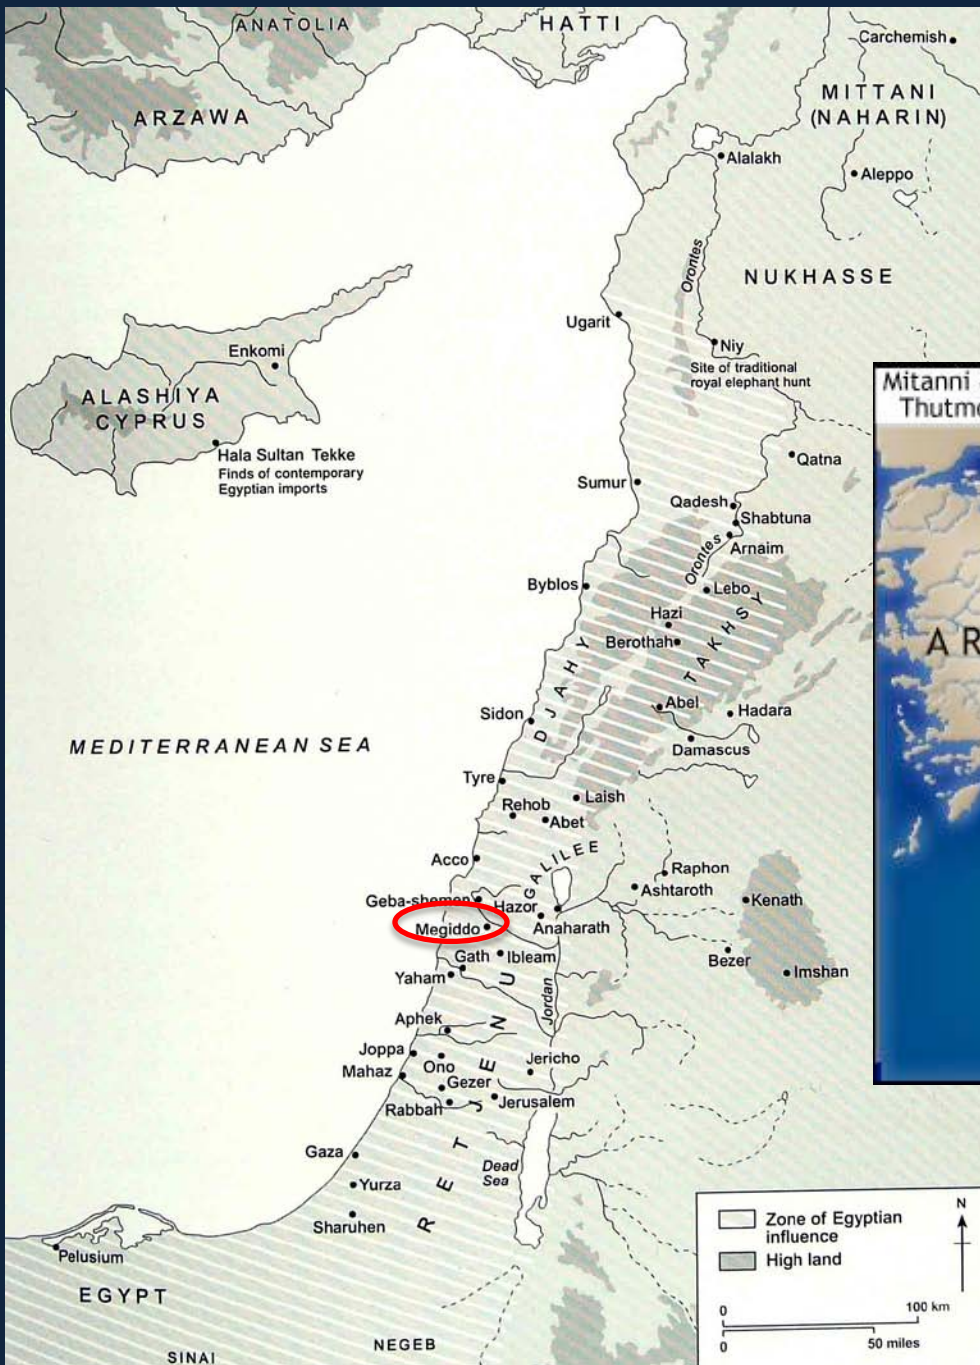 ANATOLIA
HATTI
Carchemish
ARZAWA
MITTANI
(NAHARIN)
Alalakh
Aleppo
Orontes
NUKHASSE
Ugarit
Niy
Site of traditional
royal elephant hunt
Enkomi
ALASHIYA
CYPRUS
Hala Sultan Tekke
Finds of contemporary
Egyptian imports
Mitanni
Qatna
Sumur
Qadesh
Shabtuna
Arnaim
Orontes
Byblos
Lebo
Hazi
Berothah
TAKHSY
DJAHY
Abel
Hadara
Sidon
Damascus
MEDITERRANEAN SEA
Tyre
Laish
Rehob
Abet
GALILEE
Acco
Raphon
Ashtaroth
Geba-shemen
Hazor
Kenath
Megiddo
Anaharath
Gath
Ibleam
Bezer
Imshan
Yaham
Jordan
Aphek
Joppa
Ono
Jericho
Mahaz
Gezer
Rabbah
Jerusalem
RETJENU
Gaza
Dead
Sea
Yurza
Sharuhen
Pelusium
EGYPT
NEGEB
SINAI
Zone of Egyptian
influence
High land
N
0 100 km
0 50 miles